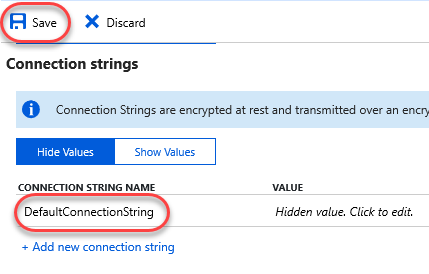 Save Discard
Connection strings
Connection Strings are encrypted at rest and transmitted over an encry
Hide Values Show Values
CONNECTION STRING NAME VALUE
DefaultConnectionString Hidden value. Click to edit.
+ Add new connection string